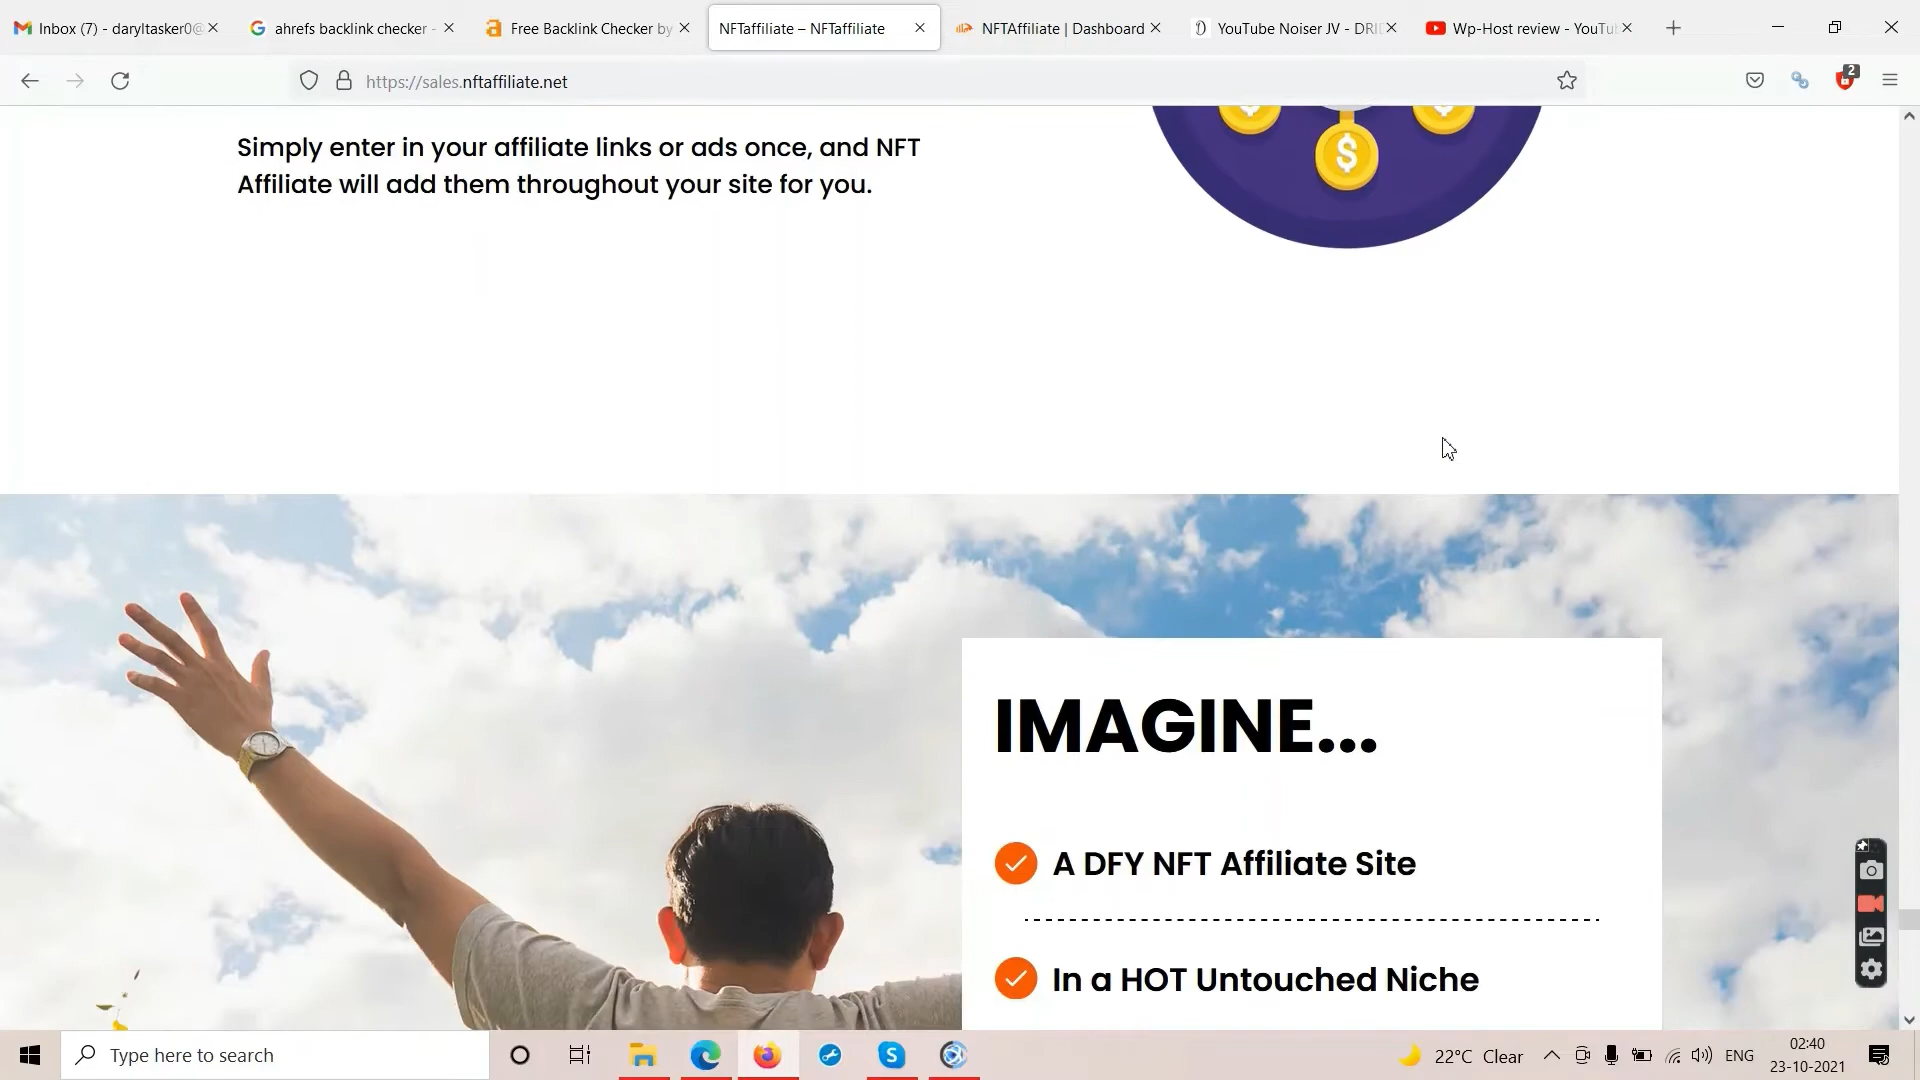 Inbox (7) - daryltasker0@
ahrefs backlink checker -
Free Backlink Checker by
NFTaffiliate – NFTaffiliate
NFTAffiliate | Dashboard
YouTube Noiser JV - DRI
Wp-Host review - YouTu
https://sales.nftaffiliate.net
2
Simply enter in your affiliate links or ads once, and NFT
Affiliate will add them throughout your site for you.
$
IMAGINE...
A DFY NFT Affiliate Site
In a HOT Untouched Niche
Type here to search
22°C Clear
ENG
02:40
23-10-2021